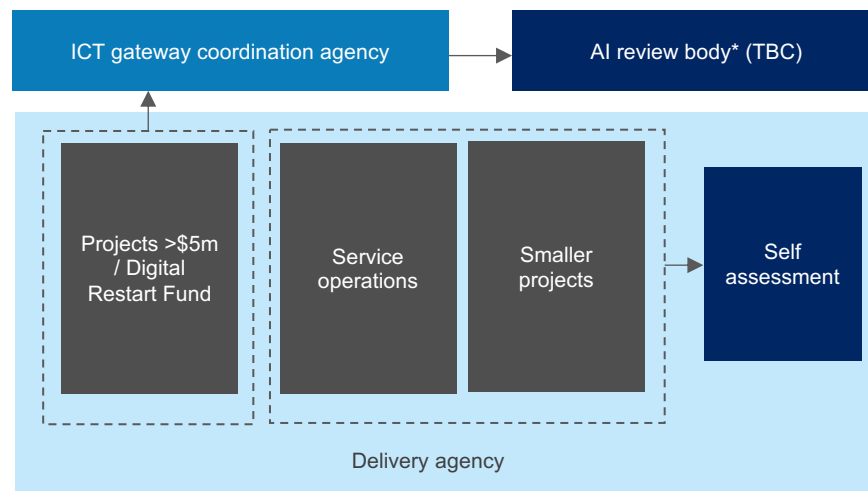 ICT gateway coordination agency
AI review body* (TBC)
Projects >$5m
/ Digital
Restart Fund
Service
operations
Smaller
projects
Self
assessment
Delivery agency